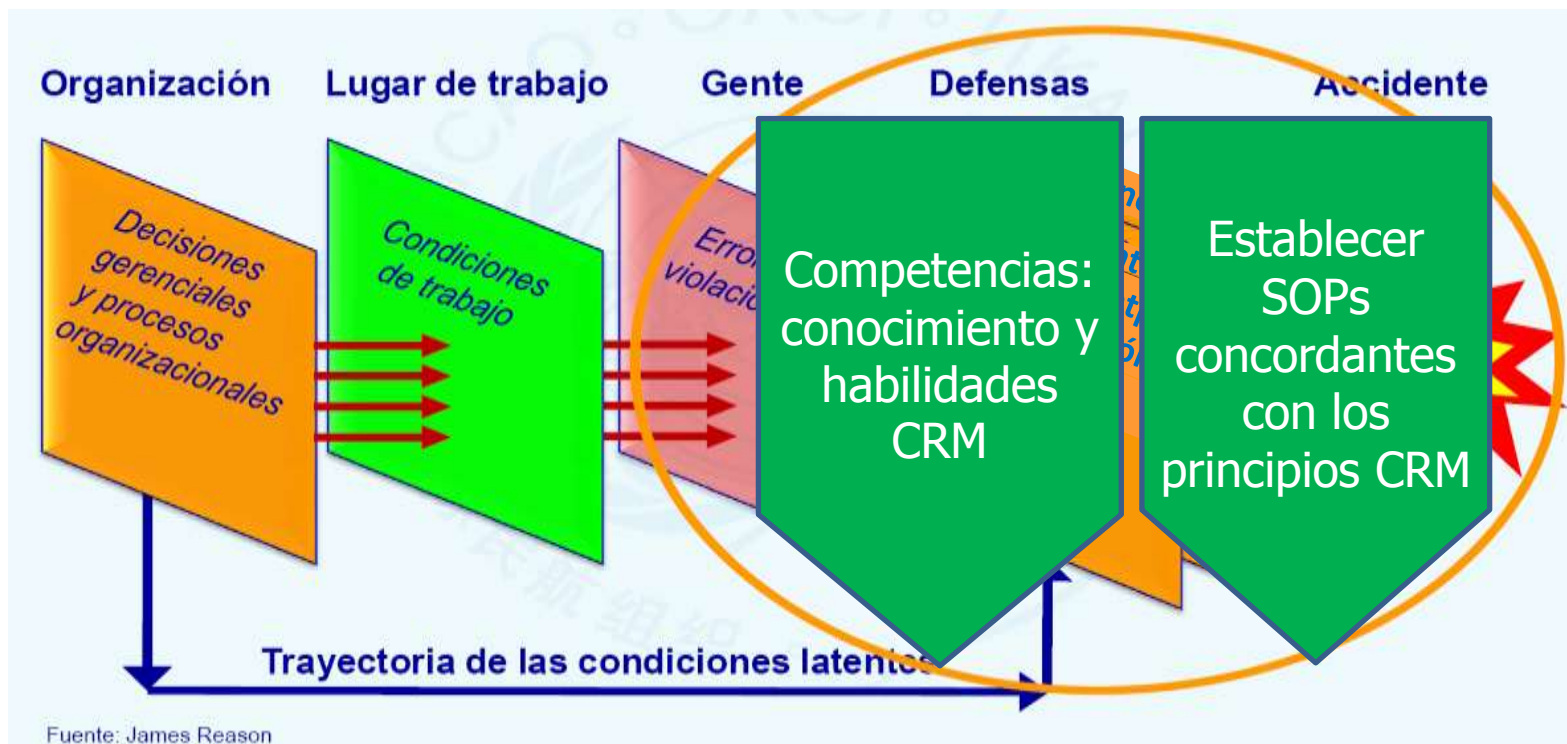 Organización
Lugar de trabajo
Gente
Defensas
Accidente
Decisiones
gerenciales
y procesos
organizacionales
Condiciones
de trabajo
Competencias:
conocimiento y
habilidades
CRM
Establecer
SOPs
concordantes
con los
principios CRM
Trayectoria de las condiciones latentes
Fuente: James Reason